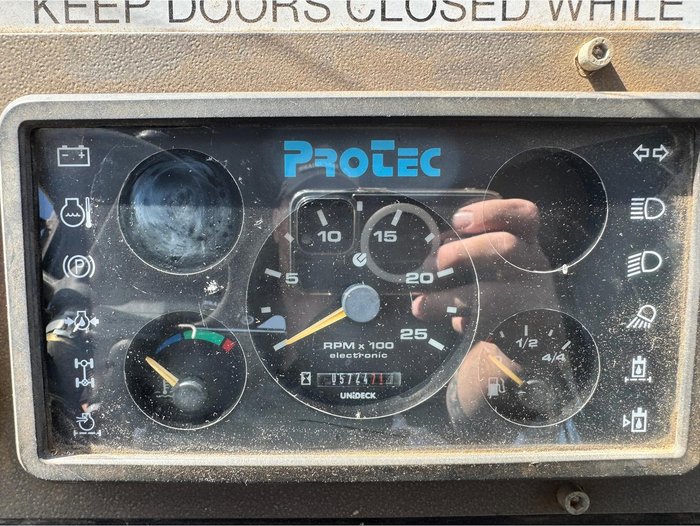 KEEP DOORS CLOSED WHILE
PROTEC
5
10
15
20
25
RPM x 100
electronic
UNiDECK
1/2
4/4
P